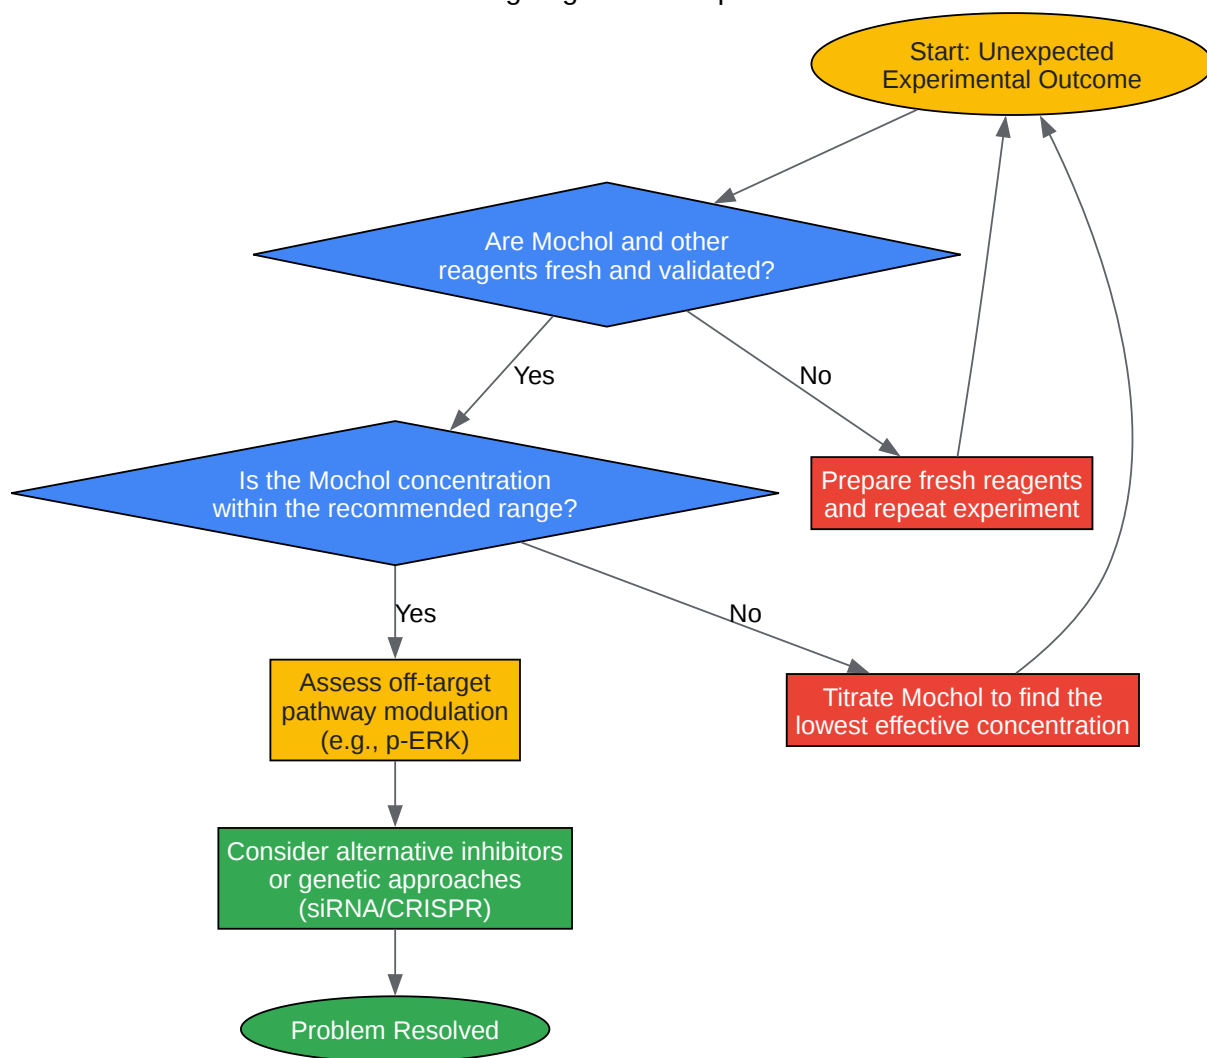 Start: Unexpected
Experimental Outcome
Are Mochol and other
reagents fresh and validated?
Yes
No
Is the Mochol concentration
within the recommended range?
Prepare fresh reagents
and repeat experiment
Yes
No
Assess off-target
pathway modulation
(e.g., p-ERK)
Titrate Mochol to find the
lowest effective concentration
Consider alternative inhibitors
or genetic approaches
(siRNA/CRISPR)
Problem Resolved